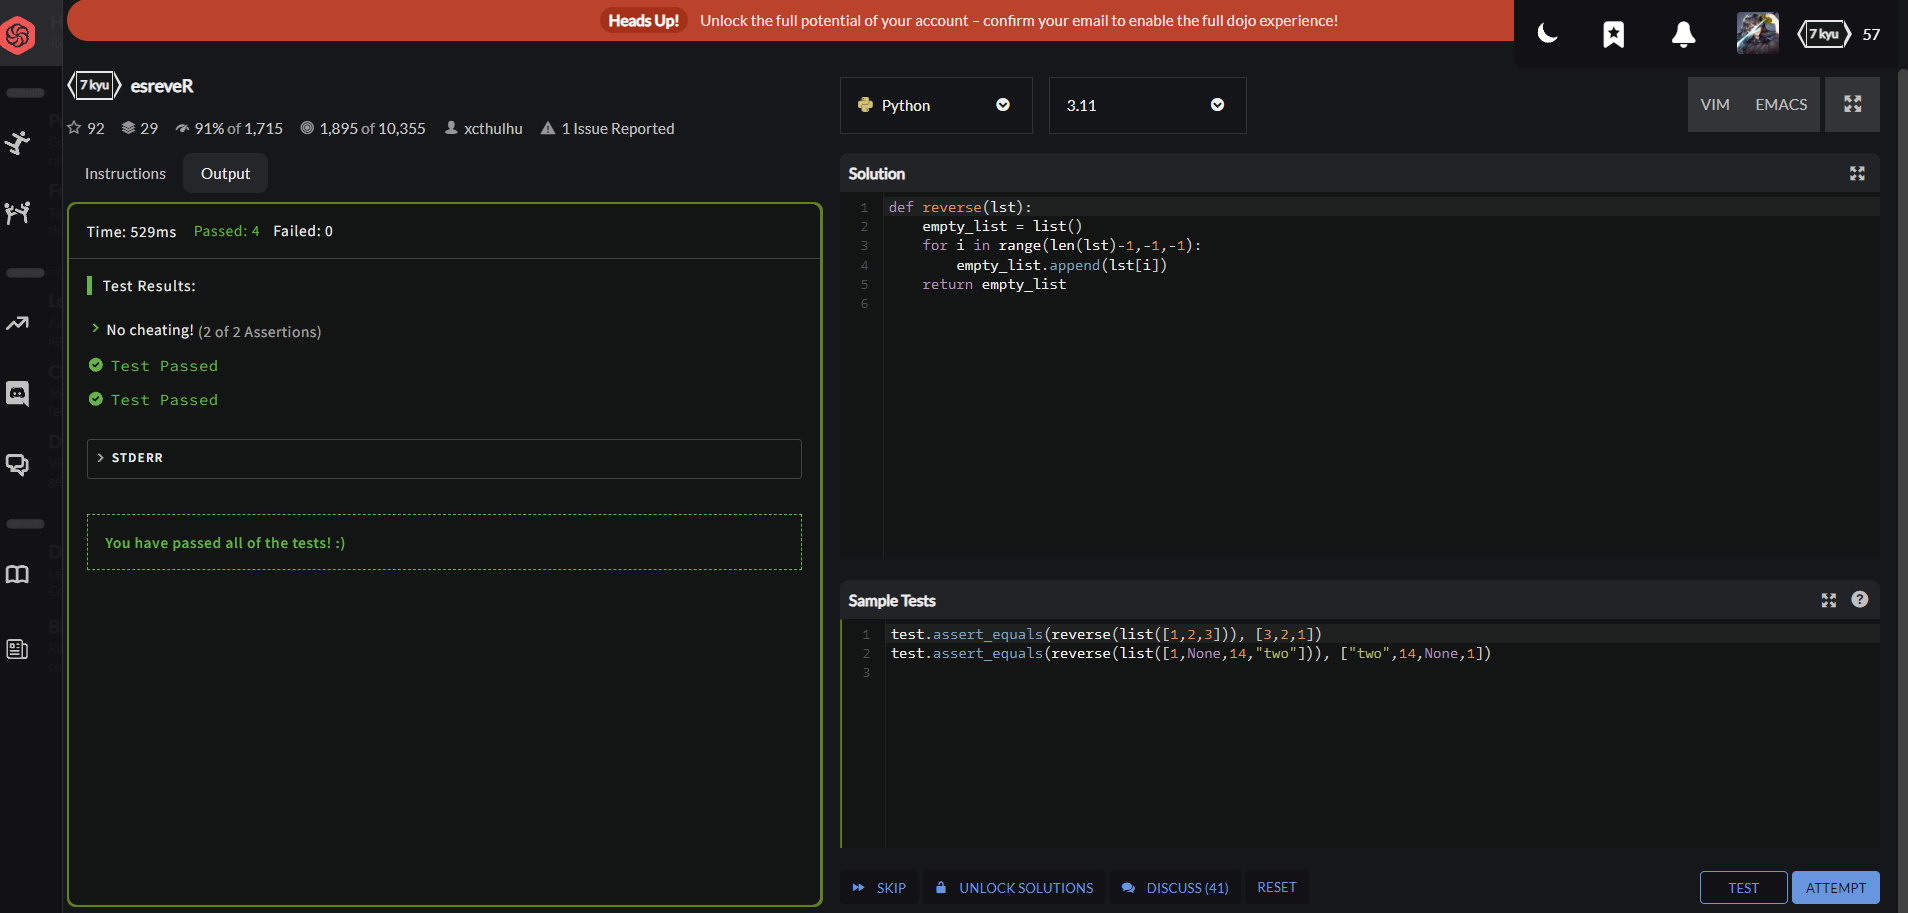 Heads Up! Unlock the full potential of your account – confirm your email to enable the full dojo experience!
7 kyu 57
7 kyu esreveR
92 29 91% of 1,715 1,895 of 10,355 xcthulhu 1 Issue Reported
Instructions Output
Time: 529ms Passed: 4 Failed: 0
Test Results:
No cheating! (2 of 2 Assertions)
Test Passed
Test Passed
STDERR
You have passed all of the tests! :)
Python 3.11 VIM EMACS
Solution
1 def reverse(lst):
2 empty_list = list()
3 for i in range(len(lst)-1,-1,-1):
4 empty_list.append(lst[i])
5 return empty_list
6
Sample Tests ?
1 test.assert_equals(reverse(list([1,2,3])), [3,2,1])
2 test.assert_equals(reverse(list([1,None,14,"two"])), ["two",14,None,1])
3
SKIP UNLOCK SOLUTIONS DISCUSS (41) RESET TEST ATTEMPT